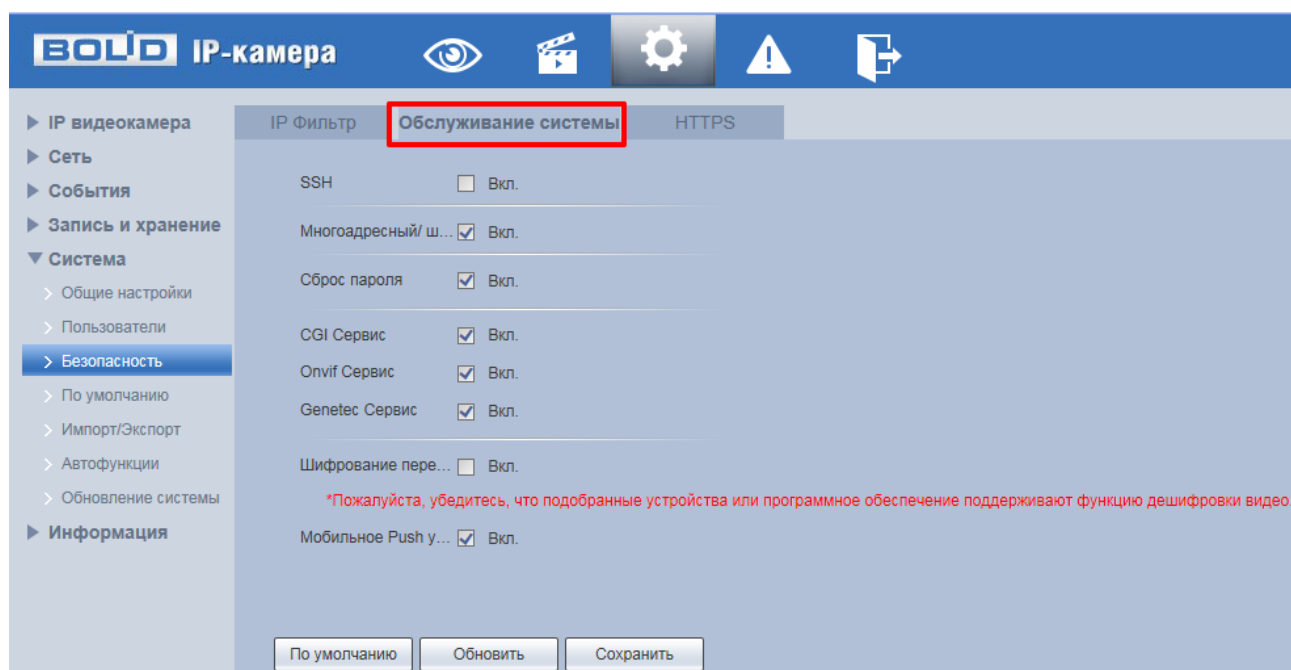 BOLID IP-камера
IP видеокамера
Сеть
События
Запись и хранение
Система
Общие настройки
Пользователи
Безопасность
По умолчанию
Импорт/Экспорт
Автофункции
Обновление системы
Информация
IP Фильтр Обслуживание системы HTTPS
SSH Вкл.
Многоадресный/ ш... Вкл.
Сброс пароля Вкл.
CGI Сервис Вкл.
Onvif Сервис Вкл.
Genetec Сервис Вкл.
Шифрование пере... Вкл.
*Пожалуйста, убедитесь, что подобранные устройства или программное обеспечение поддерживают функцию дешифровки видео.
Мобильное Push у... Вкл.
По умолчанию Обновить Сохранить